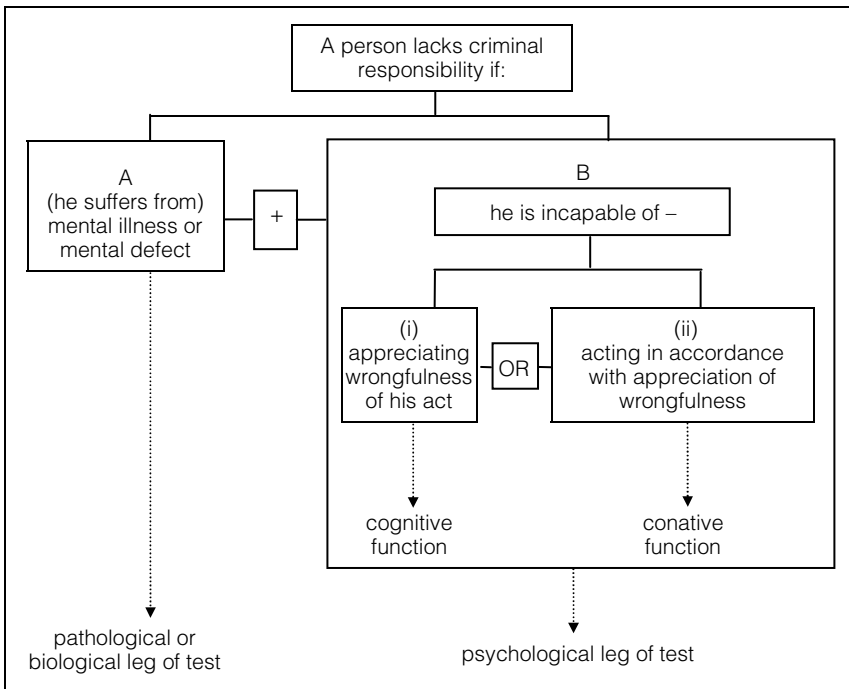 A person lacks criminal
responsibility if:
A
(he suffers from)
mental illness or
mental defect
+
B
he is incapable of –
(i)
appreciating
wrongfulness
of his act
OR
(ii)
acting in accordance
with appreciation of
wrongfulness
cognitive
function
conative
function
pathological or
biological leg of test
psychological leg of test